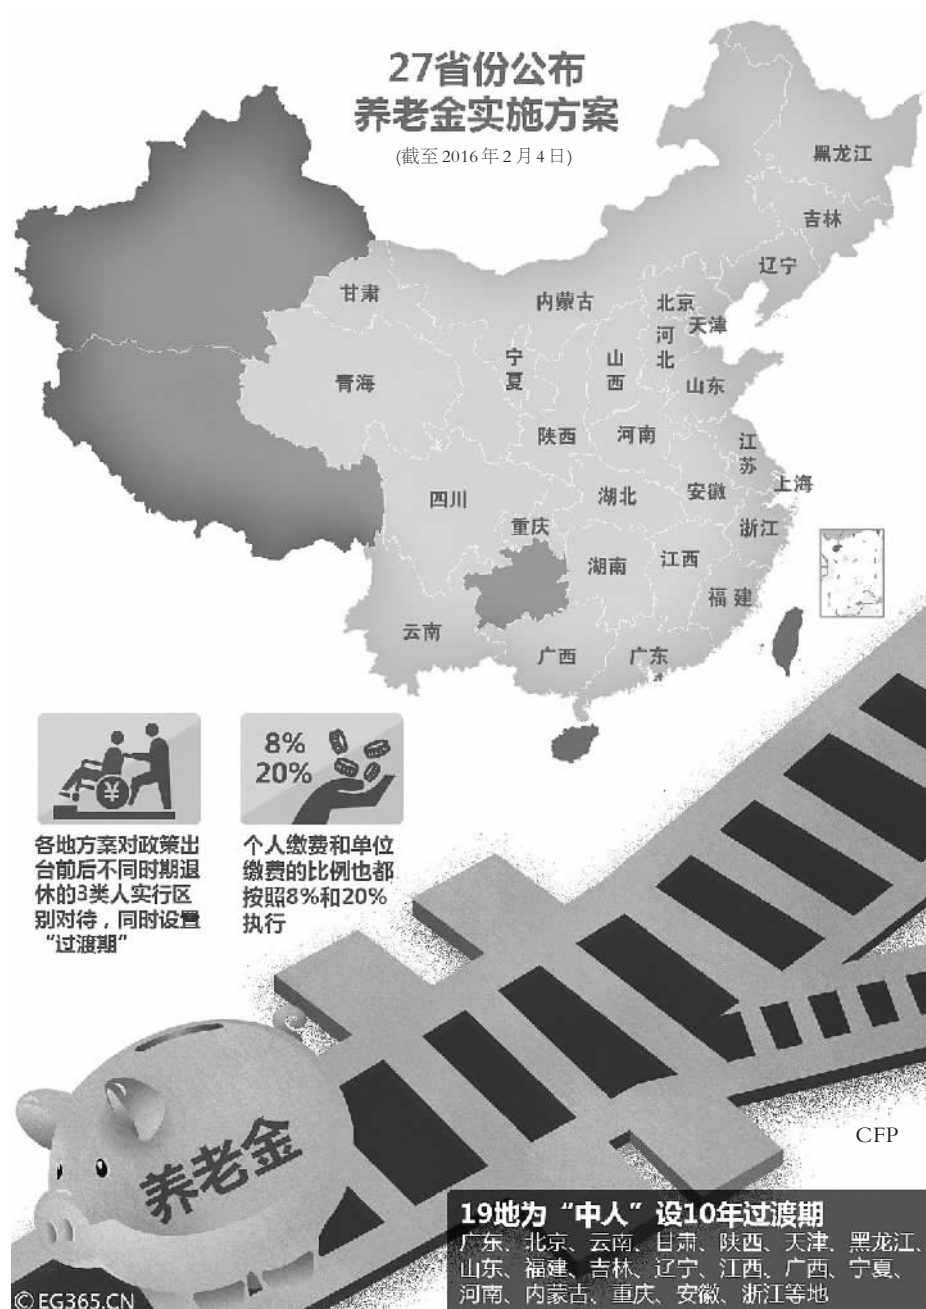 27省份公布
养老金实施方案
(截至2016年2月4日)
黑龙江
吉林
辽宁
甘肃
内蒙古
北京
天津
河北
宁夏
山西
山东
青海
陕西
河南
江苏
四川
湖北
安徽
上海
重庆
浙江
湖南
江西
福建
云南
广西
广东
8%
20%
各地方案对政策出
台前后不同时期退
休的3类人实行区
别对待，同时设置
“过渡期”
个人缴费和单位
缴费的比例也都
按照8%和20%
执行
养老金
CFP
19地为“中人”设10年过渡期
广东、北京、云南、甘肃、陕西、天津、黑龙江、
山东、福建、吉林、辽宁、江西、广西、宁夏、
河南、内蒙古、重庆、安徽、浙江等地
© EG365.CN